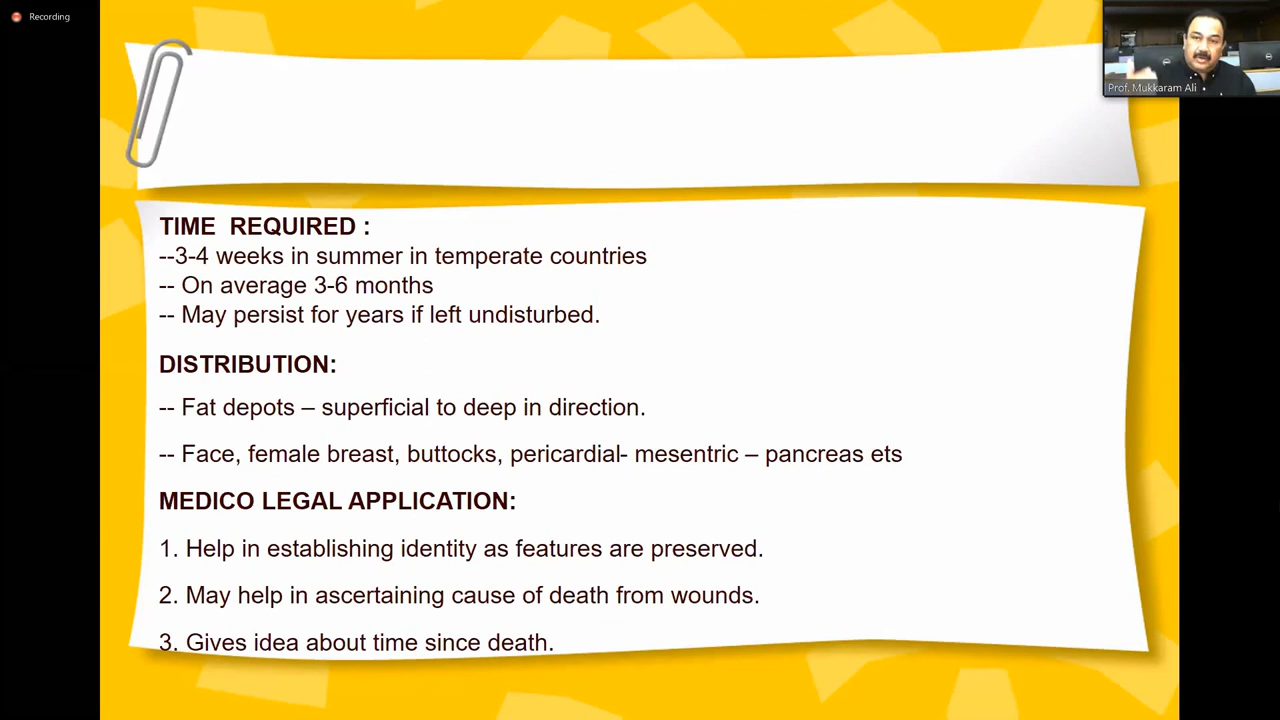 Recording
Prof. Mukkaram Ali
TIME REQUIRED :
--3-4 weeks in summer in temperate countries
-- On average 3-6 months
-- May persist for years if left undisturbed.
DISTRIBUTION:
-- Fat depots – superficial to deep in direction.
-- Face, female breast, buttocks, pericardial- mesentric – pancreas ets
MEDICO LEGAL APPLICATION:
1. Help in establishing identity as features are preserved.
2. May help in ascertaining cause of death from wounds.
3. Gives idea about time since death.